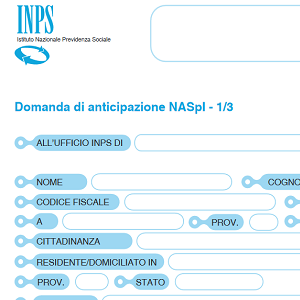 INPS
Istituto Nazionale Previdenza Sociale
Domanda di anticipazione NASpI - 1/3
ALL'UFFICIO INPS DI
NOME COGNO
CODICE FISCALE
A PROV.
CITTADINANZA
RESIDENTE/DOMICILIATO IN
PROV. STATO